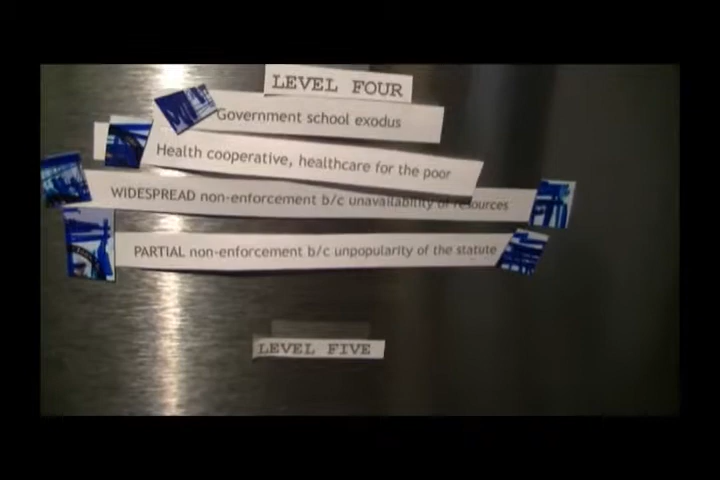 LEVEL FOUR
Government school exodus
Health cooperative, healthcare for the poor
WIDESPREAD non-enforcement b/c unavailability of resources
PARTIAL non-enforcement b/c unpopularity of the statute
LEVEL FIVE